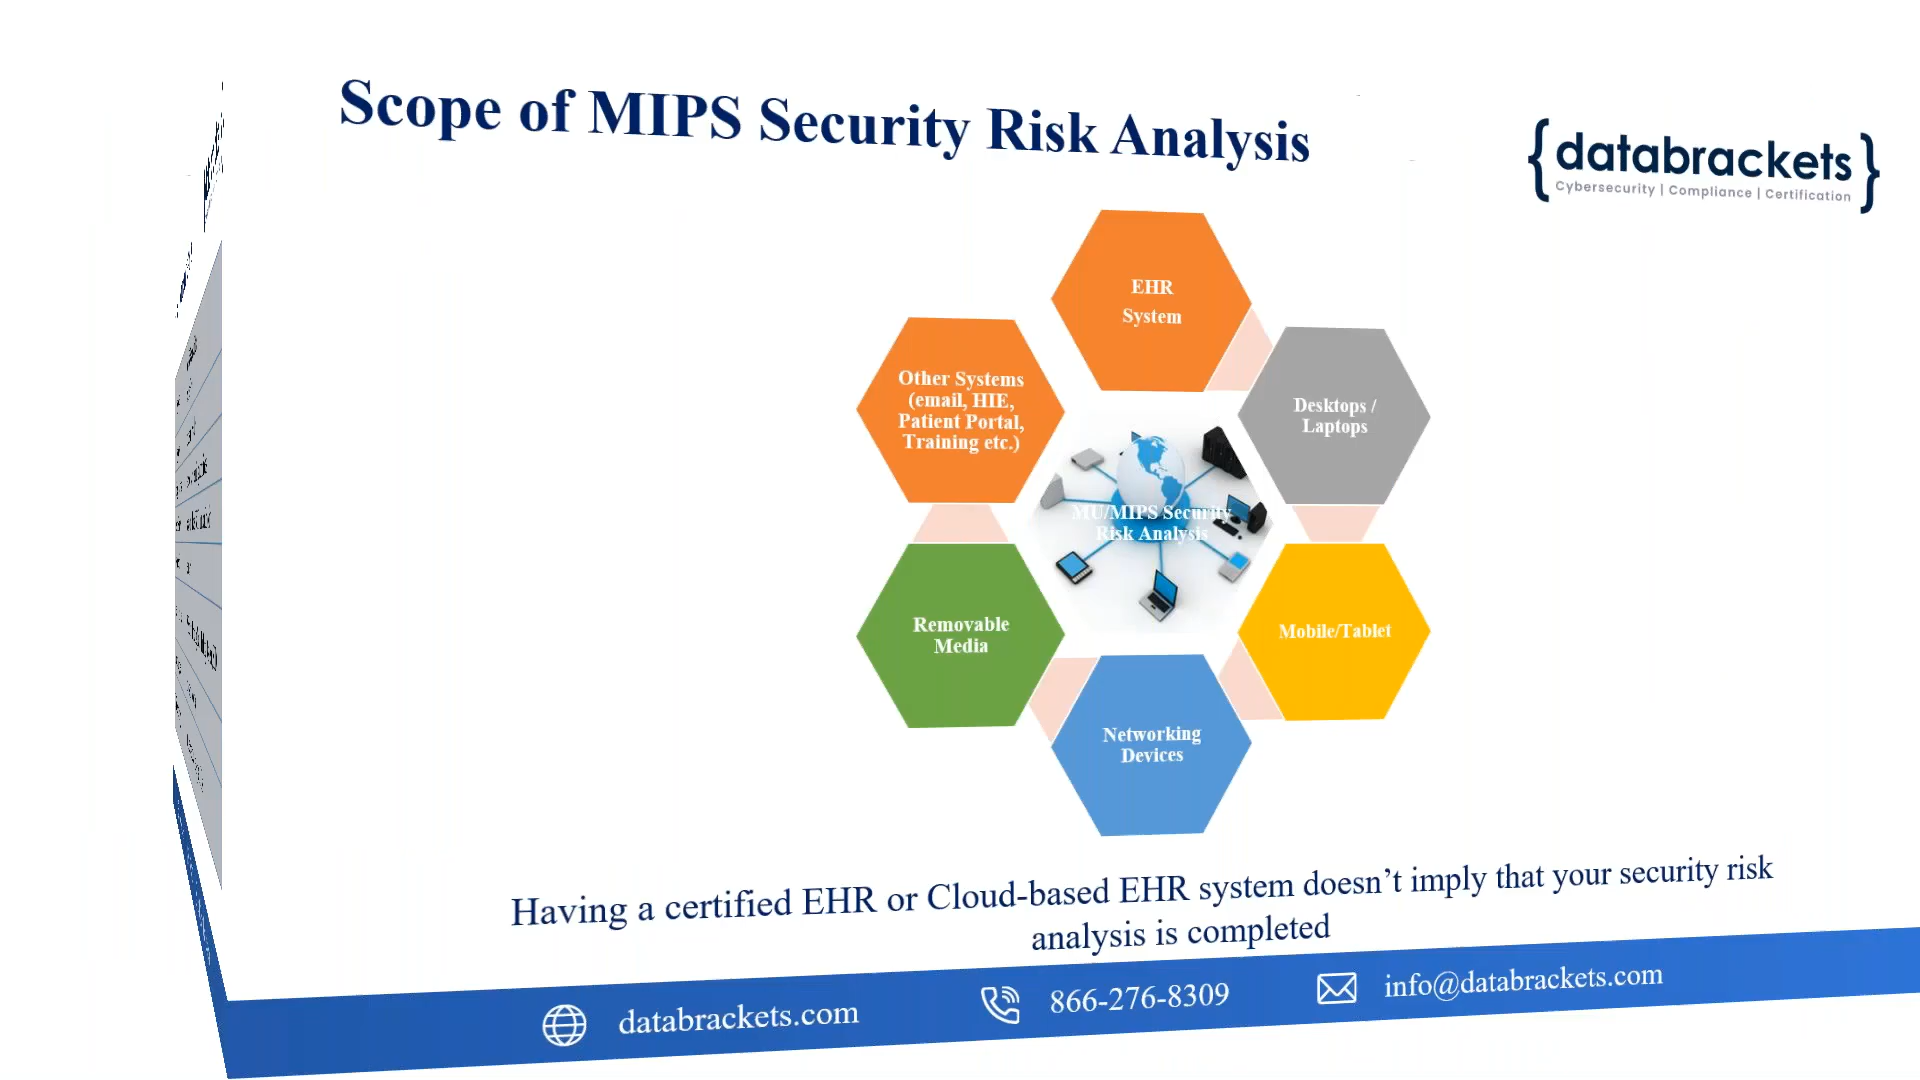 Scope of MIPS Security Risk Analysis
{databrackets}
Cybersecurity | Compliance | Certification
EHR
System
Other Systems
(email, HIE,
Patient Portal,
Training etc.)
Desktops /
Laptops
MU/MIPS Security
Risk Analysis
Removable
Media
Mobile/Tablet
Networking
Devices
Having a certified EHR or Cloud-based EHR system doesn’t imply that your security risk
analysis is completed
databrackets.com
866-276-8309
info@databrackets.com